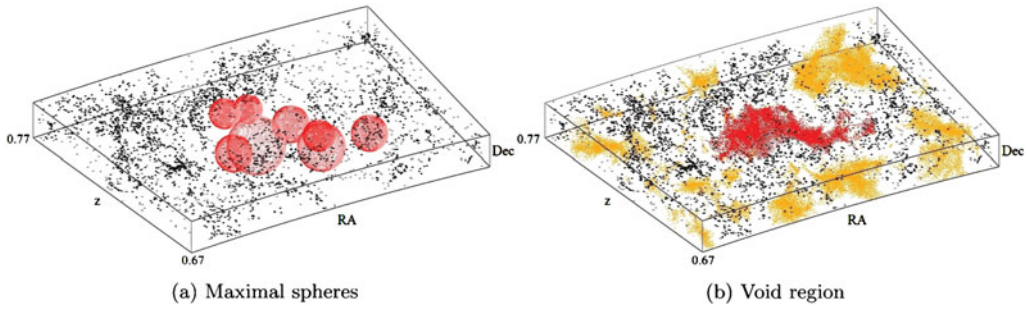 0.77
z
0.67
RA
Dec
(a) Maximal spheres
0.77
z
0.67
RA
Dec
(b) Void region